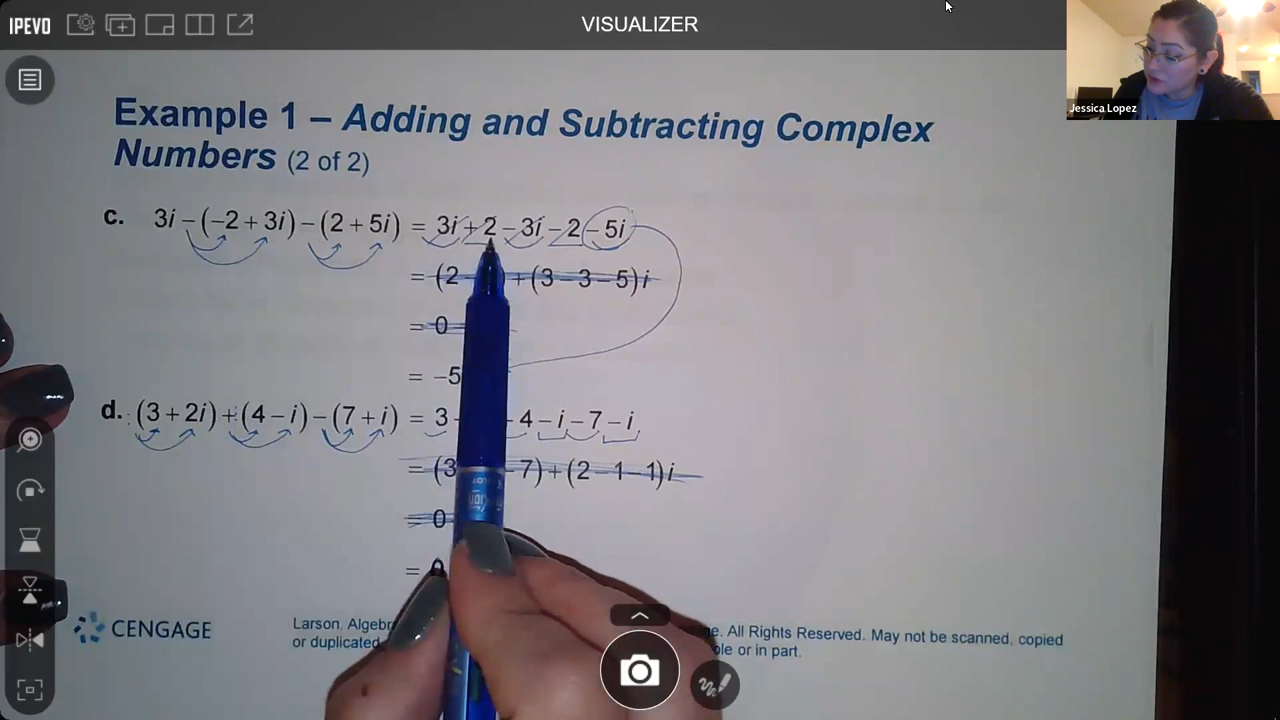 IPEVO
VISUALIZER
Jessica Lopez
Example 1 – Adding and Subtracting Complex
Numbers (2 of 2)
c. 3i – (–2 + 3i) – (2 + 5i) = 3i + 2 – 3i – 2 – 5i
= (2 ) + (3 – 3 – 5)i
= 0
= –5
d. (3 + 2i) + (4 – i) – (7 + i) = 3 4 – i – 7 – i
= (3 – 7) + (2 – 1 – 1)i
= 0
= 0
CENGAGE
Larson, All Rights Reserved. May not be scanned, copied
or duplicated or in part.